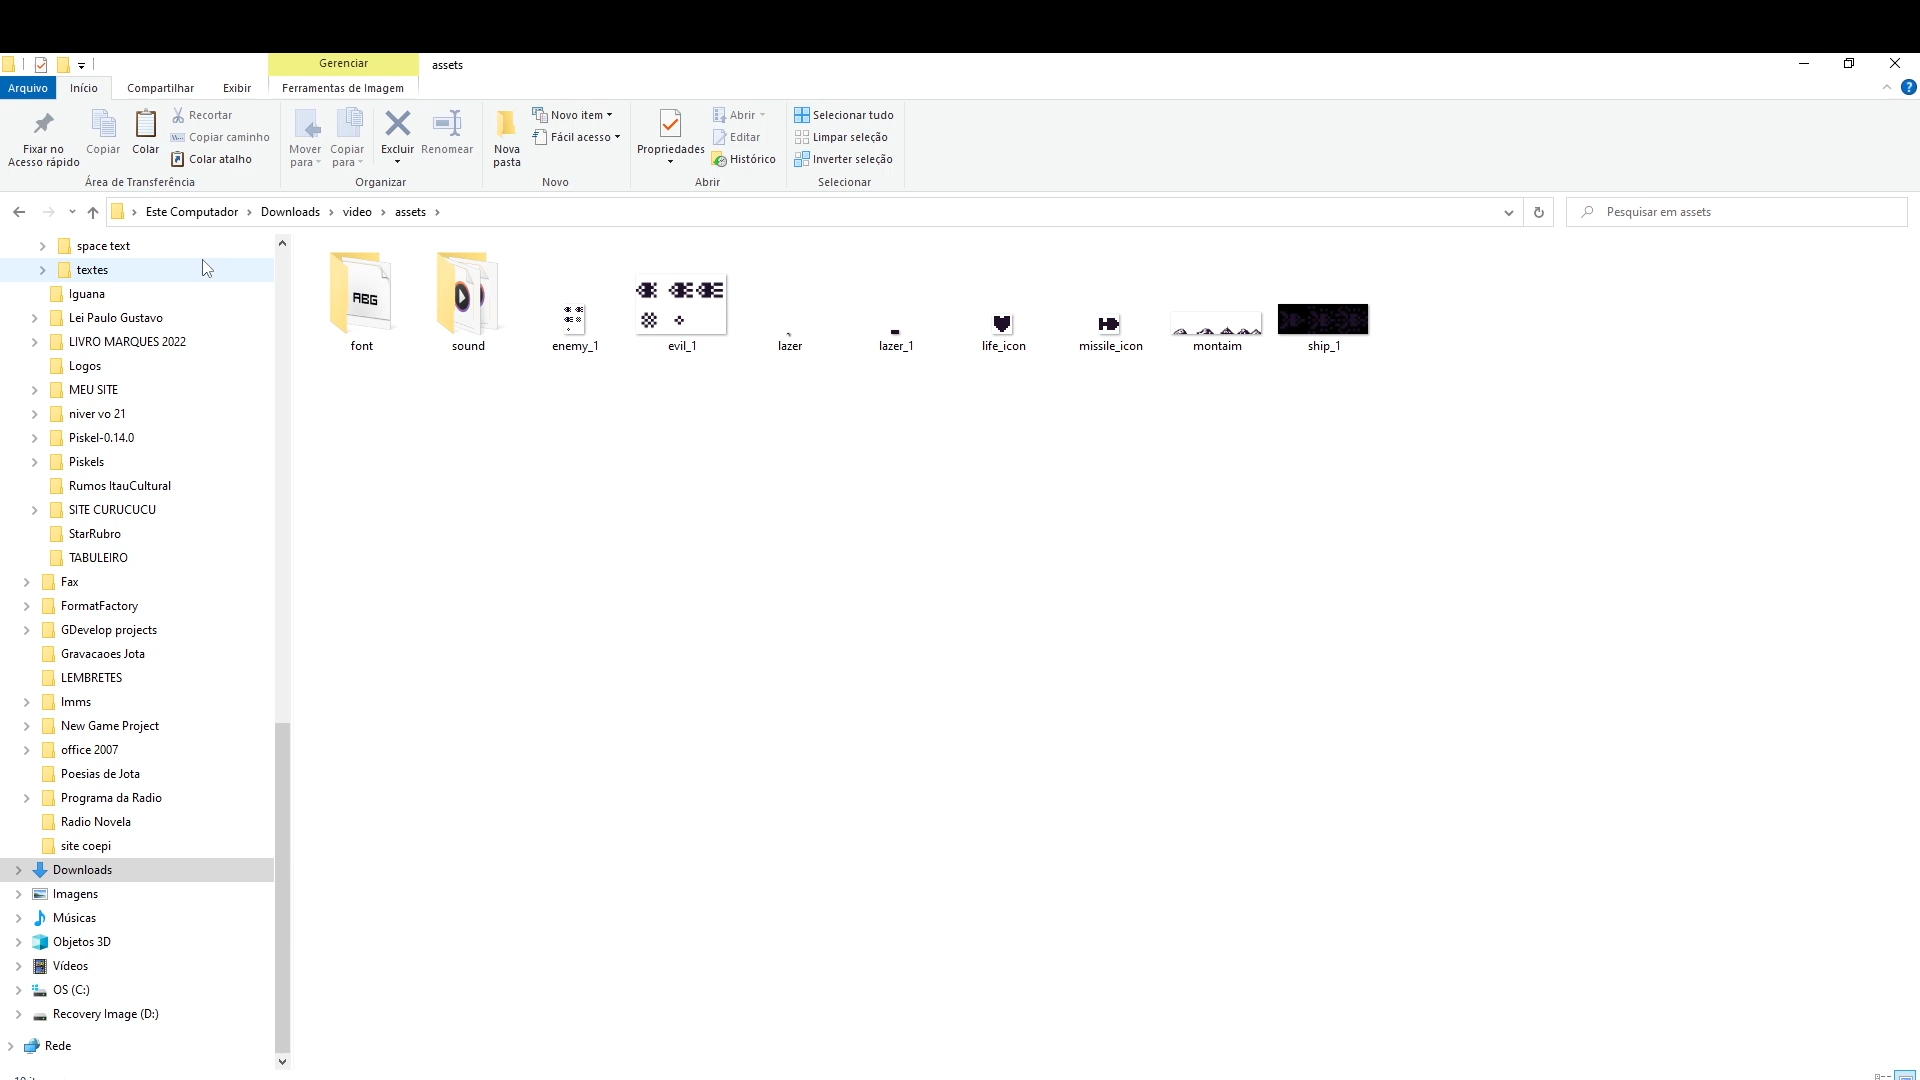 Gerenciar
assets
Arquivo
Início
Compartilhar
Exibir
Ferramentas de Imagem
Fixar no
Acesso rápido
Copiar
Colar
Recortar
Copiar caminho
Colar atalho
Área de Transferência
Mover
para
Copiar
para
Excluir
Renomear
Organizar
Nova
pasta
Novo item
Fácil acesso
Novo
Propriedades
Abrir
Editar
Histórico
Abrir
Selecionar tudo
Limpar seleção
Inverter seleção
Selecionar
Este Computador > Downloads > video > assets >
Pesquisar em assets
space text
textes
Iguana
Lei Paulo Gustavo
LIVRO MARQUES 2022
Logos
MEU SITE
niver vo 21
Piskel-0.14.0
Piskels
Rumos ItauCultural
SITE CURUCUCU
StarRubro
TABULEIRO
Fax
FormatFactory
GDevelop projects
Gravacaoes Jota
LEMBRETES
lmms
New Game Project
office 2007
Poesias de Jota
Programa da Radio
Radio Novela
site coepi
Downloads
Imagens
Músicas
Objetos 3D
Vídeos
OS (C:)
Recovery Image (D:)
Rede
ABG
font
sound
enemy_1
evil_1
lazer
lazer_1
life_icon
missile_icon
montaim
ship_1